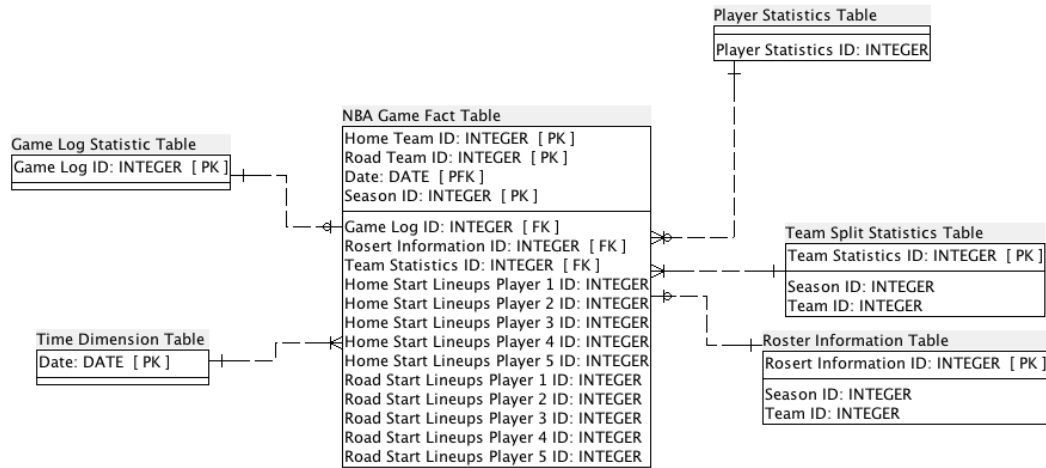 Player Statistics Table
Player Statistics ID: INTEGER
NBA Game Fact Table
Home Team ID: INTEGER [ PK ]
Road Team ID: INTEGER [ PK ]
Date: DATE [ PFK ]
Season ID: INTEGER [ PK ]
Game Log ID: INTEGER [ FK ]
Rosert Information ID: INTEGER [ FK ]
Team Statistics ID: INTEGER [ FK ]
Home Start Lineups Player 1 ID: INTEGER
Home Start Lineups Player 2 ID: INTEGER
Home Start Lineups Player 3 ID: INTEGER
Home Start Lineups Player 4 ID: INTEGER
Home Start Lineups Player 5 ID: INTEGER
Road Start Lineups Player 1 ID: INTEGER
Road Start Lineups Player 2 ID: INTEGER
Road Start Lineups Player 3 ID: INTEGER
Road Start Lineups Player 4 ID: INTEGER
Road Start Lineups Player 5 ID: INTEGER
Game Log Statistic Table
Game Log ID: INTEGER [ PK ]
Time Dimension Table
Date: DATE [ PK ]
Team Split Statistics Table
Team Statistics ID: INTEGER [ PK ]
Season ID: INTEGER
Team ID: INTEGER
Roster Information Table
Rosert Information ID: INTEGER [ PK ]
Season ID: INTEGER
Team ID: INTEGER